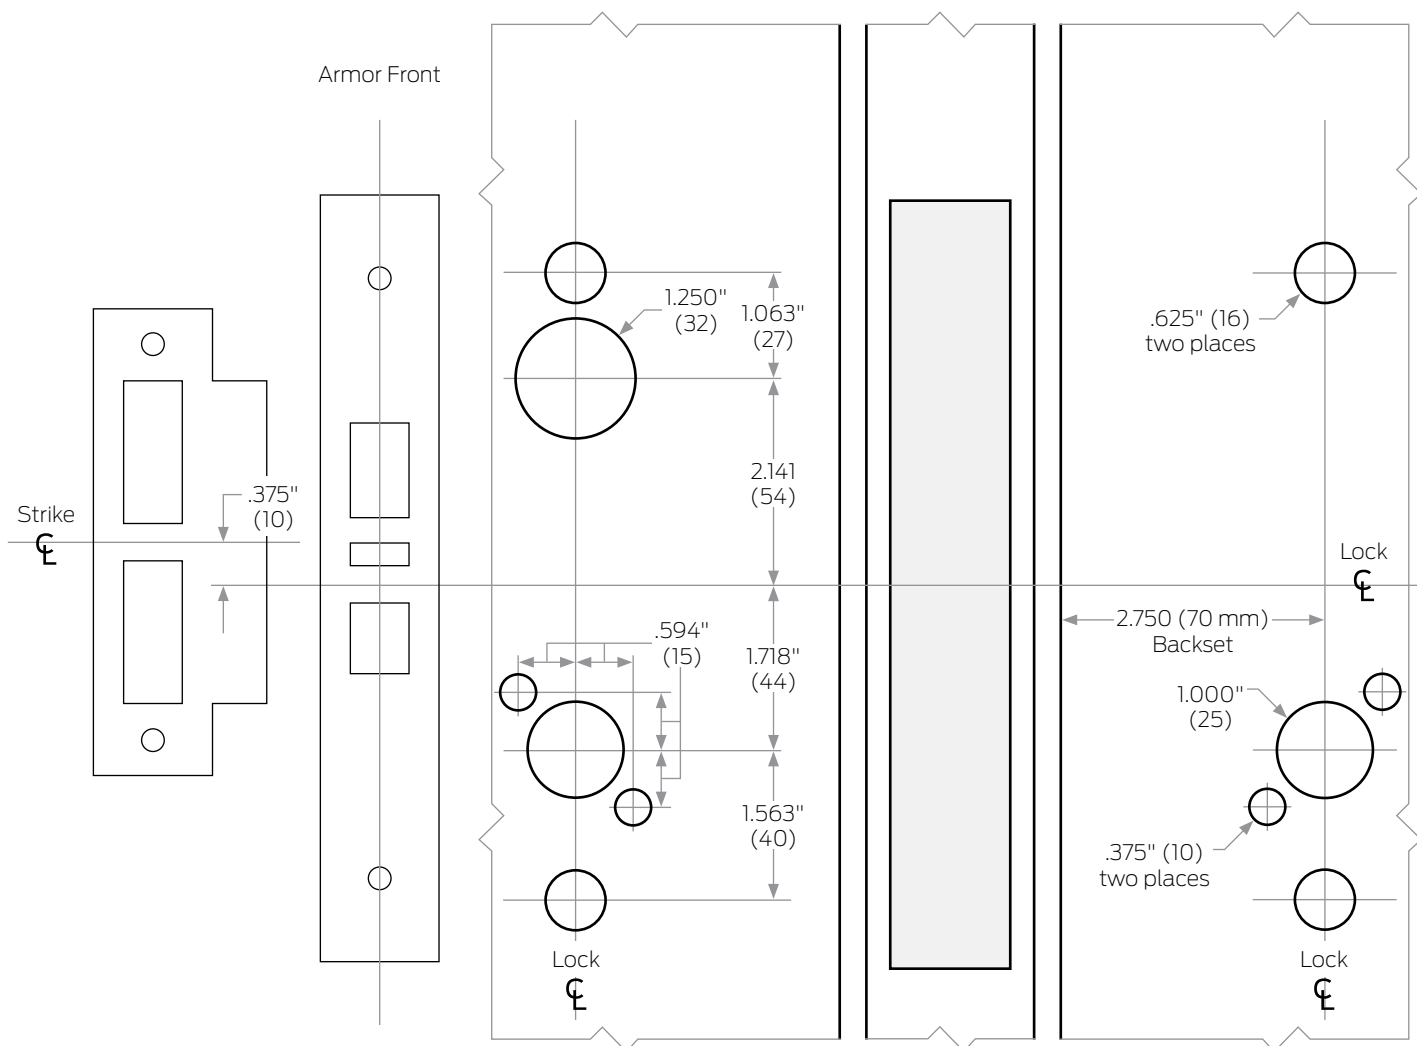 Armor Front
1.250"
(32)
1.063"
(27)
.625" (16)
two places
2.141
(54)
.375"
(10)
Strike
℄
Lock
℄
2.750 (70 mm)
Backset
.594"
(15)
1.718"
(44)
1.000"
(25)
1.563"
(40)
.375" (10)
two places
Lock
℄
Lock
℄